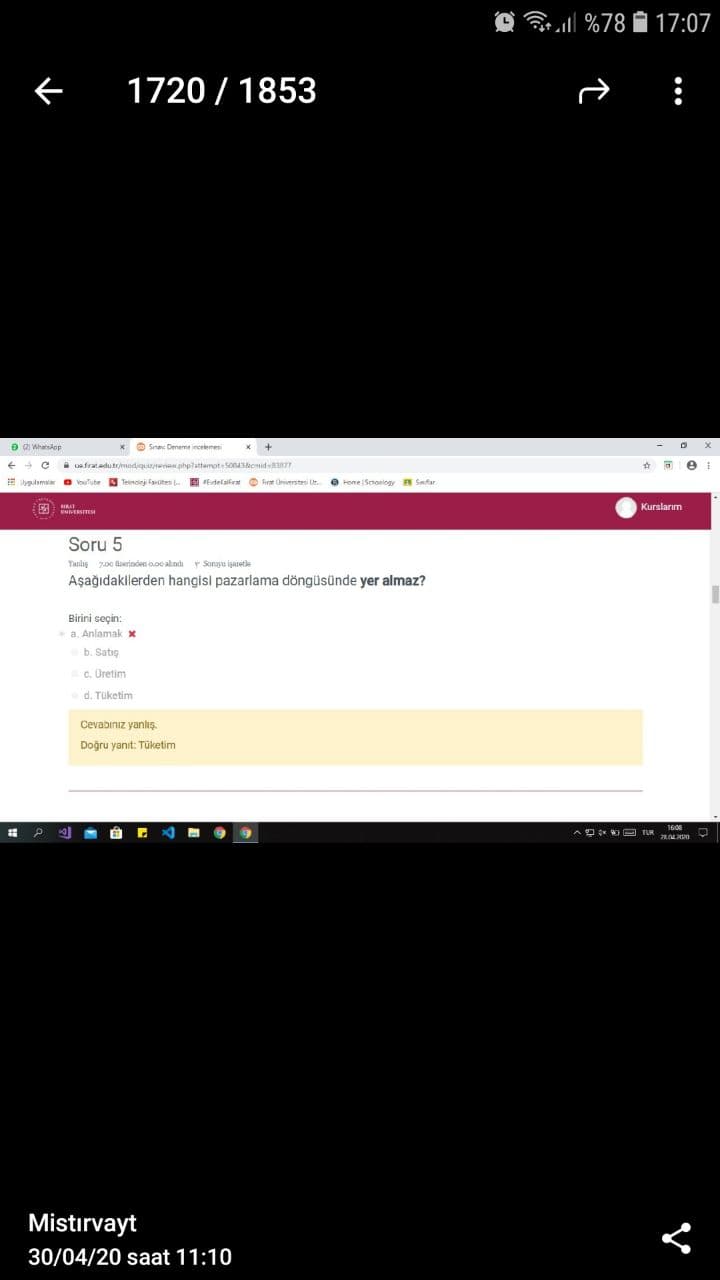 %78 17:07
1720 / 1853
(2) WhatsApp
Sınav: Deneme incelemesi
ue.firat.edu.tr/mod/quiz/review.php?attempt=50843&cmid=83877
Uygulamalar YouTube Teknoloji Fakültesi (... #EvdeKalFırat Fırat Üniversitesi Uz... Home | Schoology Sınıflar
FIRAT
ÜNİVERSİTESİ
Kurslarım
Soru 5
Yanlış 7,00 üzerinden 0,00 alındı Soruyu işaretle
Aşağıdakilerden hangisi pazarlama döngüsünde yer almaz?
Birini seçin:
a. Anlamak
b. Satış
c. Üretim
d. Tüketim
Cevabınız yanlış.
Doğru yanıt: Tüketim
TUR
16:08
28.04.2020
Mistırvayt
30/04/20 saat 11:10